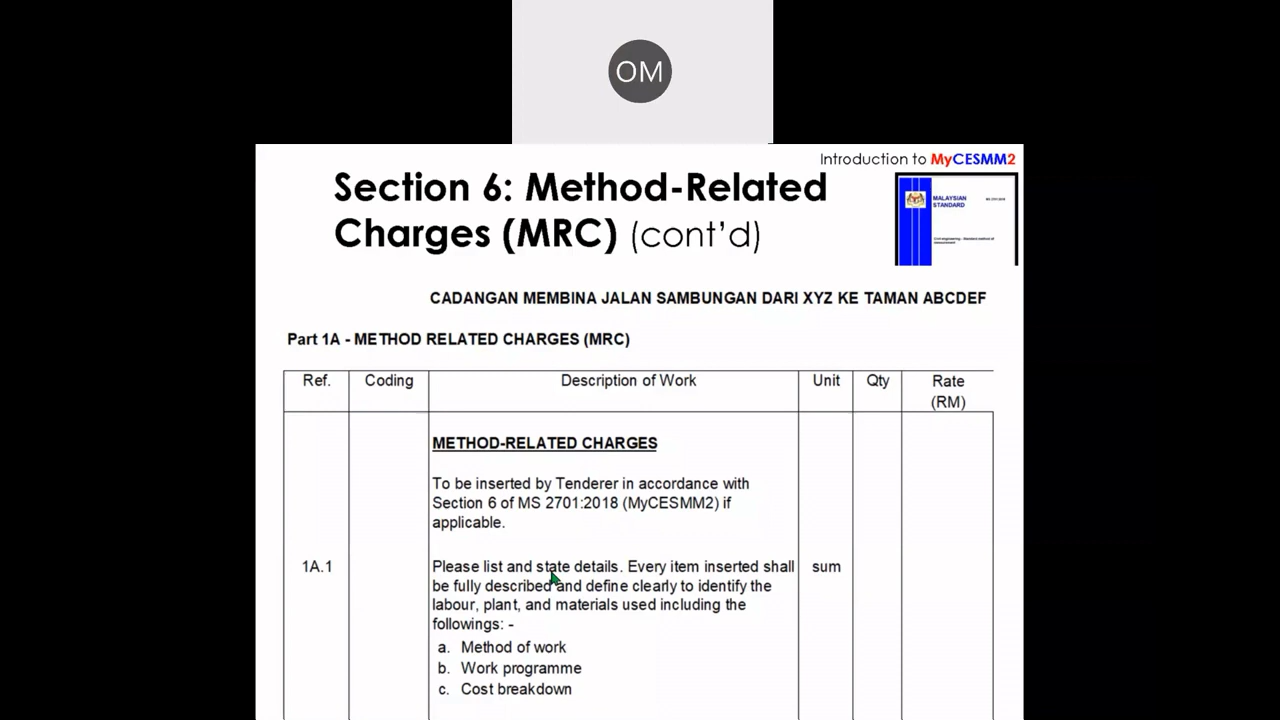 OM
Introduction to MyCESMM2
Section 6: Method-Related
Charges (MRC) (cont’d)
MALAYSIAN
STANDARD
CADANGAN MEMBINA JALAN SAMBUNGAN DARI XYZ KE TAMAN ABCDEF
Part 1A - METHOD RELATED CHARGES (MRC)
Ref. Coding Description of Work Unit Qty Rate
(RM)
METHOD-RELATED CHARGES
To be inserted by Tenderer in accordance with
Section 6 of MS 2701:2018 (MyCESMM2) if
applicable.
1A.1 Please list and state details. Every item inserted shall sum
be fully described and define clearly to identify the
labour, plant, and materials used including the
followings: -
a. Method of work
b. Work programme
c. Cost breakdown